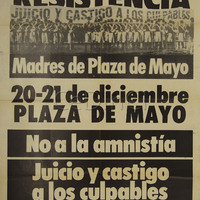 RESISTENCIA
JUICIO Y CASTIGO A LOS CULPABLES
Madres de Plaza de Mayo
20-21 de diciembre
PLAZA DE MAYO
No a la amnistía
Juicio y castigo
a los culpables